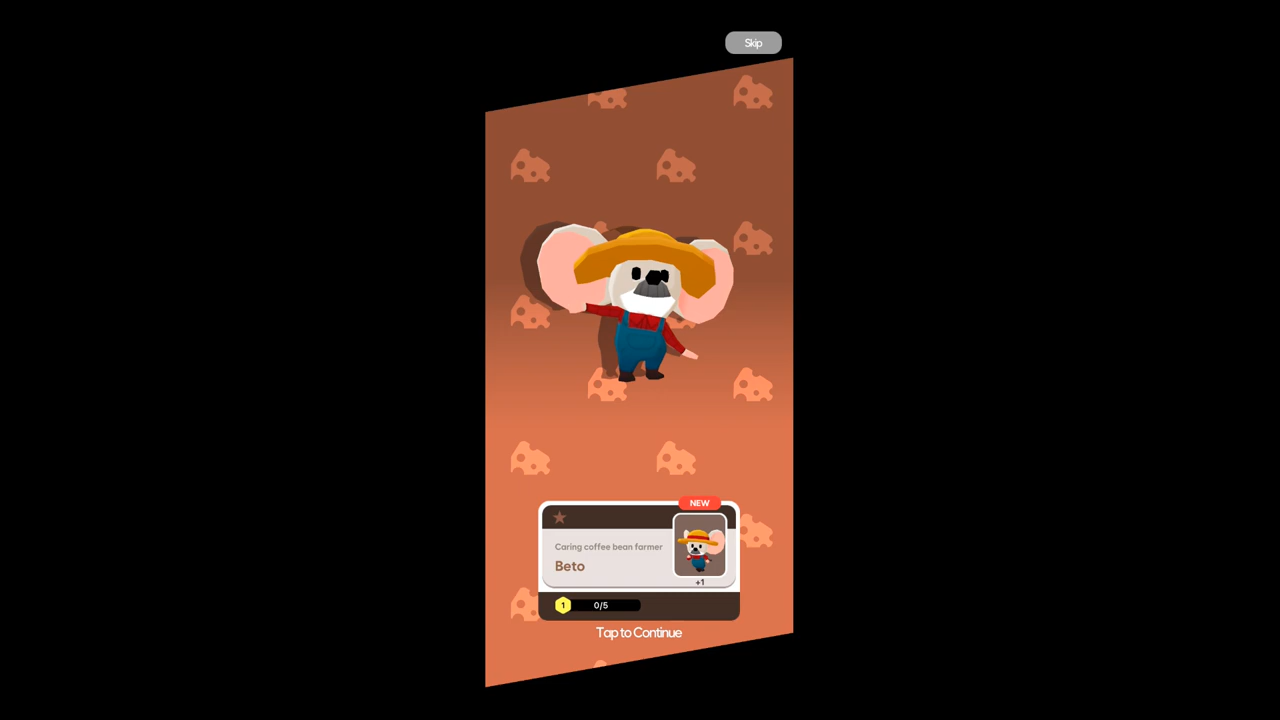 Skip
NEW
Caring coffee bean farmer
Beto
+1
1
0/5
Tap to Continue